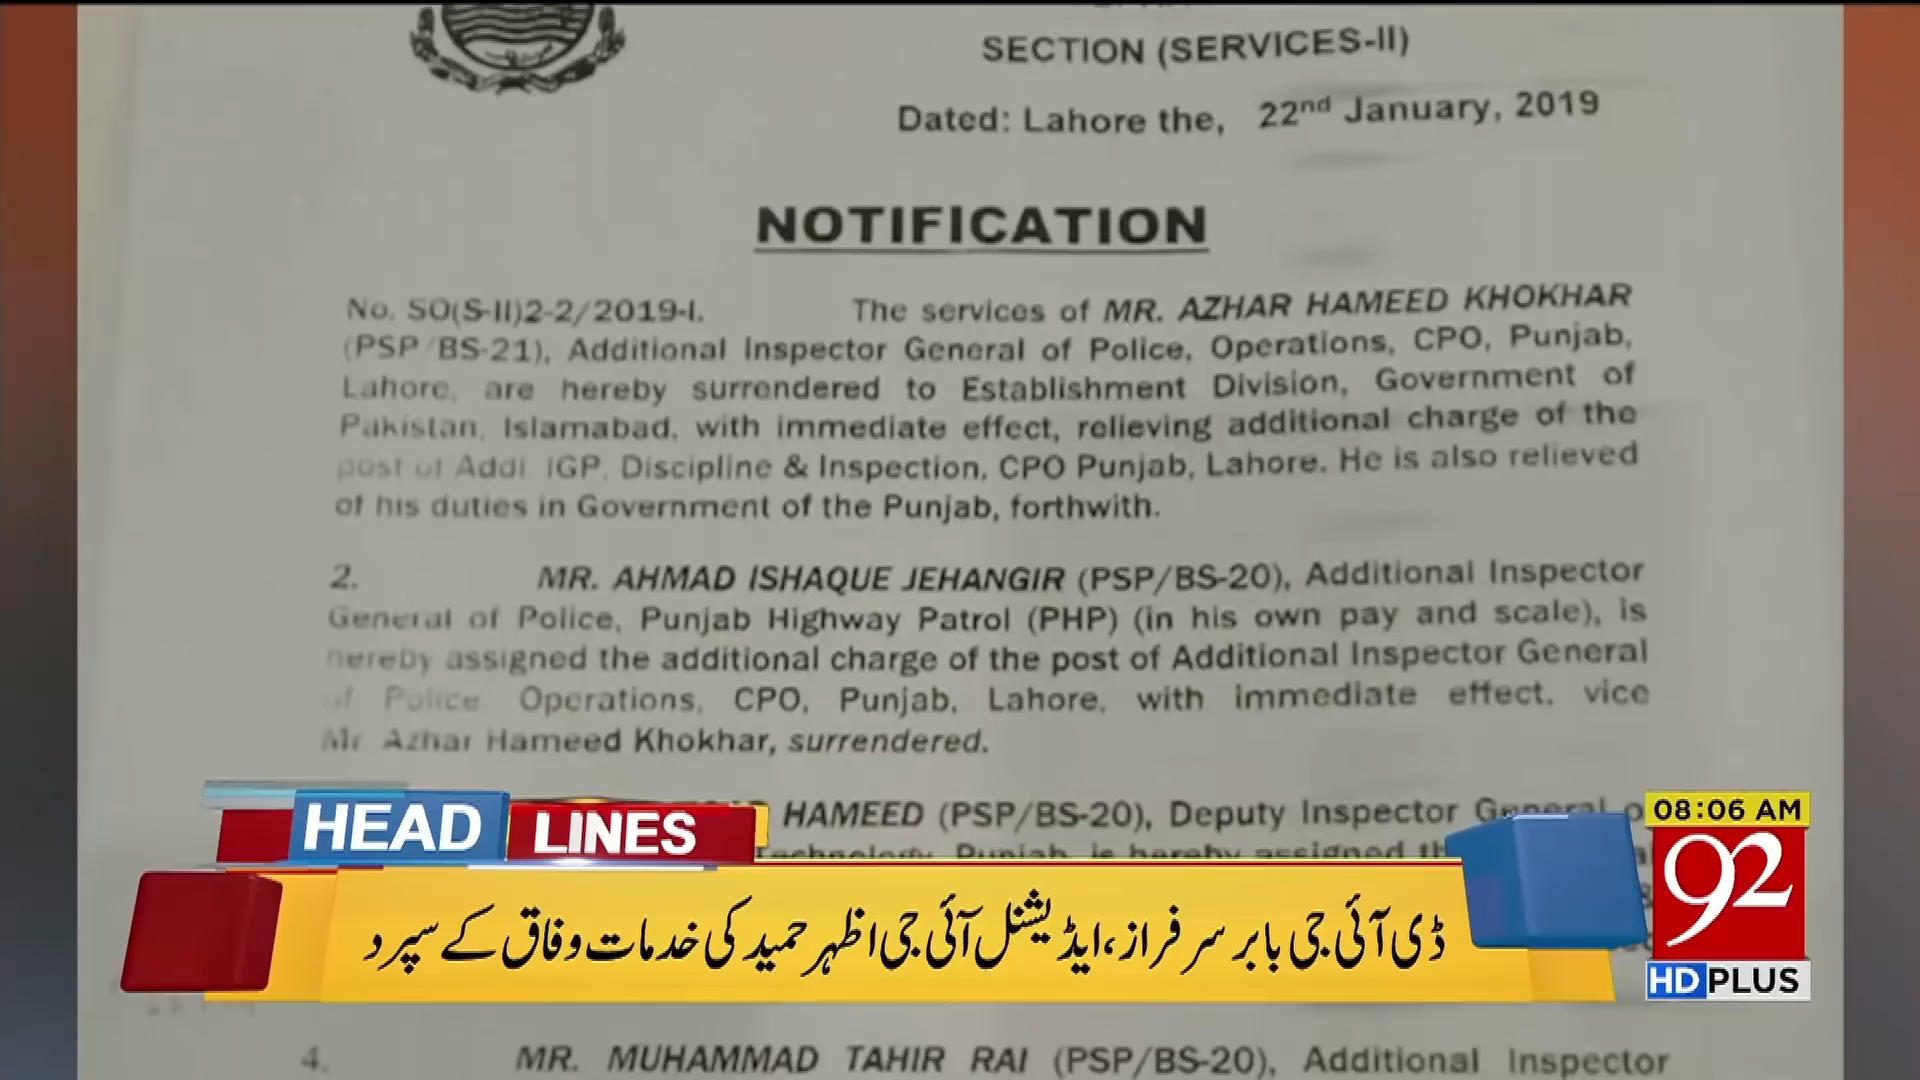 SECTION (SERVICES-II)
Dated: Lahore the, 22nd January, 2019
NOTIFICATION
No. SO(S-II)2-2/2019-I. The services of MR. AZHAR HAMEED KHOKHAR
(PSP/BS-21), Additional Inspector General of Police, Operations, CPO, Punjab,
Lahore, are hereby surrendered to Establishment Division, Government of
Pakistan, Islamabad, with immediate effect, relieving additional charge of the
post of Addl. IGP, Discipline & Inspection, CPO Punjab, Lahore. He is also relieved
of his duties in Government of the Punjab, forthwith.
2. MR. AHMAD ISHAQUE JEHANGIR (PSP/BS-20), Additional Inspector
General of Police, Punjab Highway Patrol (PHP) (in his own pay and scale), is
hereby assigned the additional charge of the post of Additional Inspector General
of Police, Operations, CPO, Punjab, Lahore, with immediate effect, vice
Mr. Azhar Hameed Khokhar, surrendered.
HAMEED (PSP/BS-20), Deputy Inspector General
Technology, Punjab, is hereby assigned
HEAD LINES
ڈی آئی جی بابر سرفراز، ایڈیشنل آئی جی اظہر حمید کی خدمات وفاق کے سپرد
08:06 AM
92
HD PLUS
4. MR. MUHAMMAD TAHIR RAI (PSP/BS-20), Additional Inspector